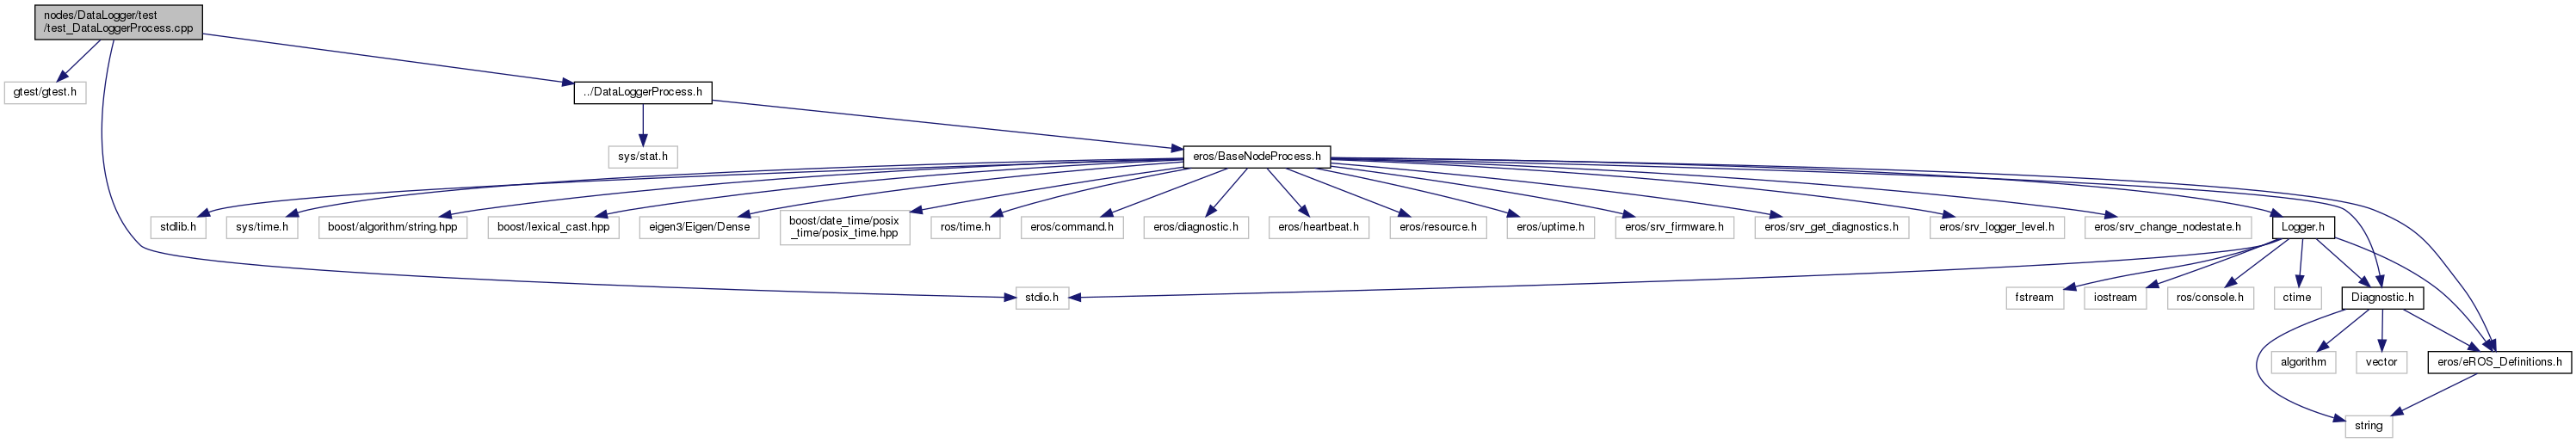 nodes/DataLogger/test
/test_DataLoggerProcess.cpp
gtest/gtest.h
../DataLoggerProcess.h
sys/stat.h
eros/BaseNodeProcess.h
stdlib.h
sys/time.h
boost/algorithm/string.hpp
boost/lexical_cast.hpp
eigen3/Eigen/Dense
boost/date_time/posix
_time/posix_time.hpp
ros/time.h
eros/command.h
eros/diagnostic.h
eros/heartbeat.h
eros/resource.h
eros/uptime.h
eros/srv_firmware.h
eros/srv_get_diagnostics.h
eros/srv_logger_level.h
eros/srv_change_nodestate.h
Logger.h
stdio.h
fstream
iostream
ros/console.h
ctime
Diagnostic.h
algorithm
vector
eros/eROS_Definitions.h
string